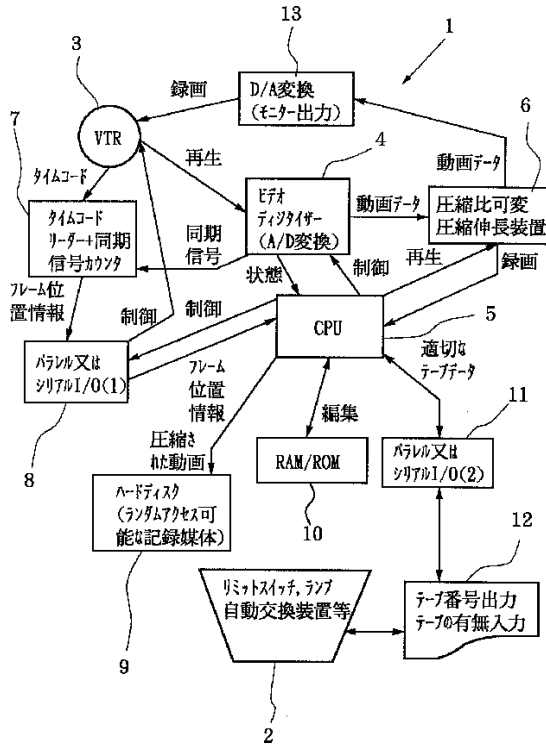 13
1
D/A変換
(モニター出力)
3
録画
6
7
VTR
4
動画データ
再生
タイムコード
ビデオ
ディジタイザー
(A/D変換)
動画データ
圧縮比可変
圧縮伸長装置
タイムコード
リーダー+同期
信号カウンタ
同期
信号
再生
状態
制御
録画
フレーム位
置情報
制御
制御
CPU
5
適切な
テープデータ
パラレル又は
シリアルI/O(1)
フレーム
位置
情報
11
8
圧縮さ
れた動画
編集
パラレル又は
シリアルI/O(2)
RAM/ROM
ハードディスク
(ランダムアクセス可
能な記録媒体)
10
12
9
リミットスイッチ,ランプ
自動交換装置等
テープ番号出力
テープの有無入力
2